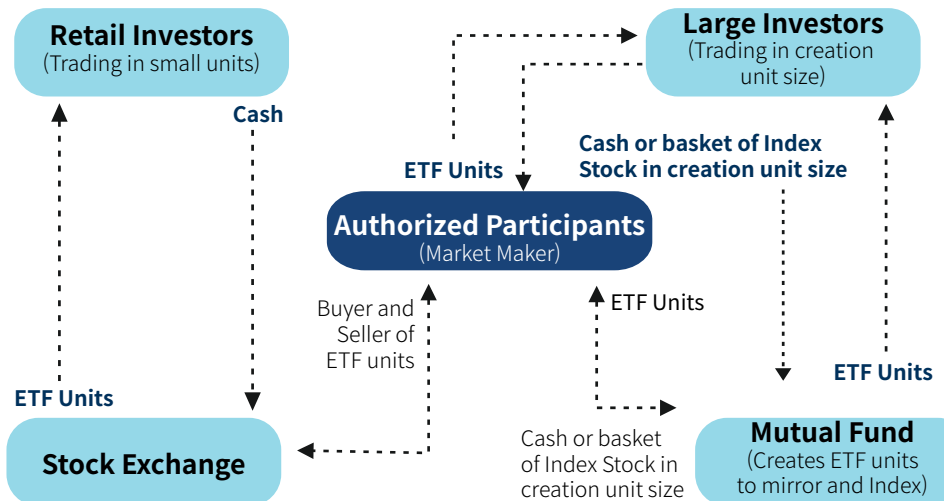 Retail Investors
(Trading in small units)
Large Investors
(Trading in creation
unit size)
Cash
ETF Units
Cash or basket of Index
Stock in creation unit size
Authorized Participants
(Market Maker)
Buyer and
Seller of
ETF units
ETF Units
ETF Units
ETF Units
Stock Exchange
Cash or basket
of Index Stock in
creation unit size
Mutual Fund
(Creates ETF units
to mirror and Index)